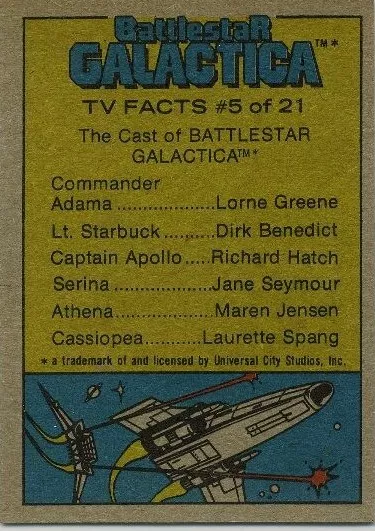 BattlestaR
GALACTICA™*
TV FACTS #5 of 21
The Cast of BATTLESTAR
GALACTICA™*
Commander
Adama...................Lorne Greene
Lt. Starbuck..........Dirk Benedict
Captain Apollo.....Richard Hatch
Serina...................Jane Seymour
Athena.................Maren Jensen
Cassiopea...........Laurette Spang
* a trademark of and licensed by Universal City Studios, Inc.